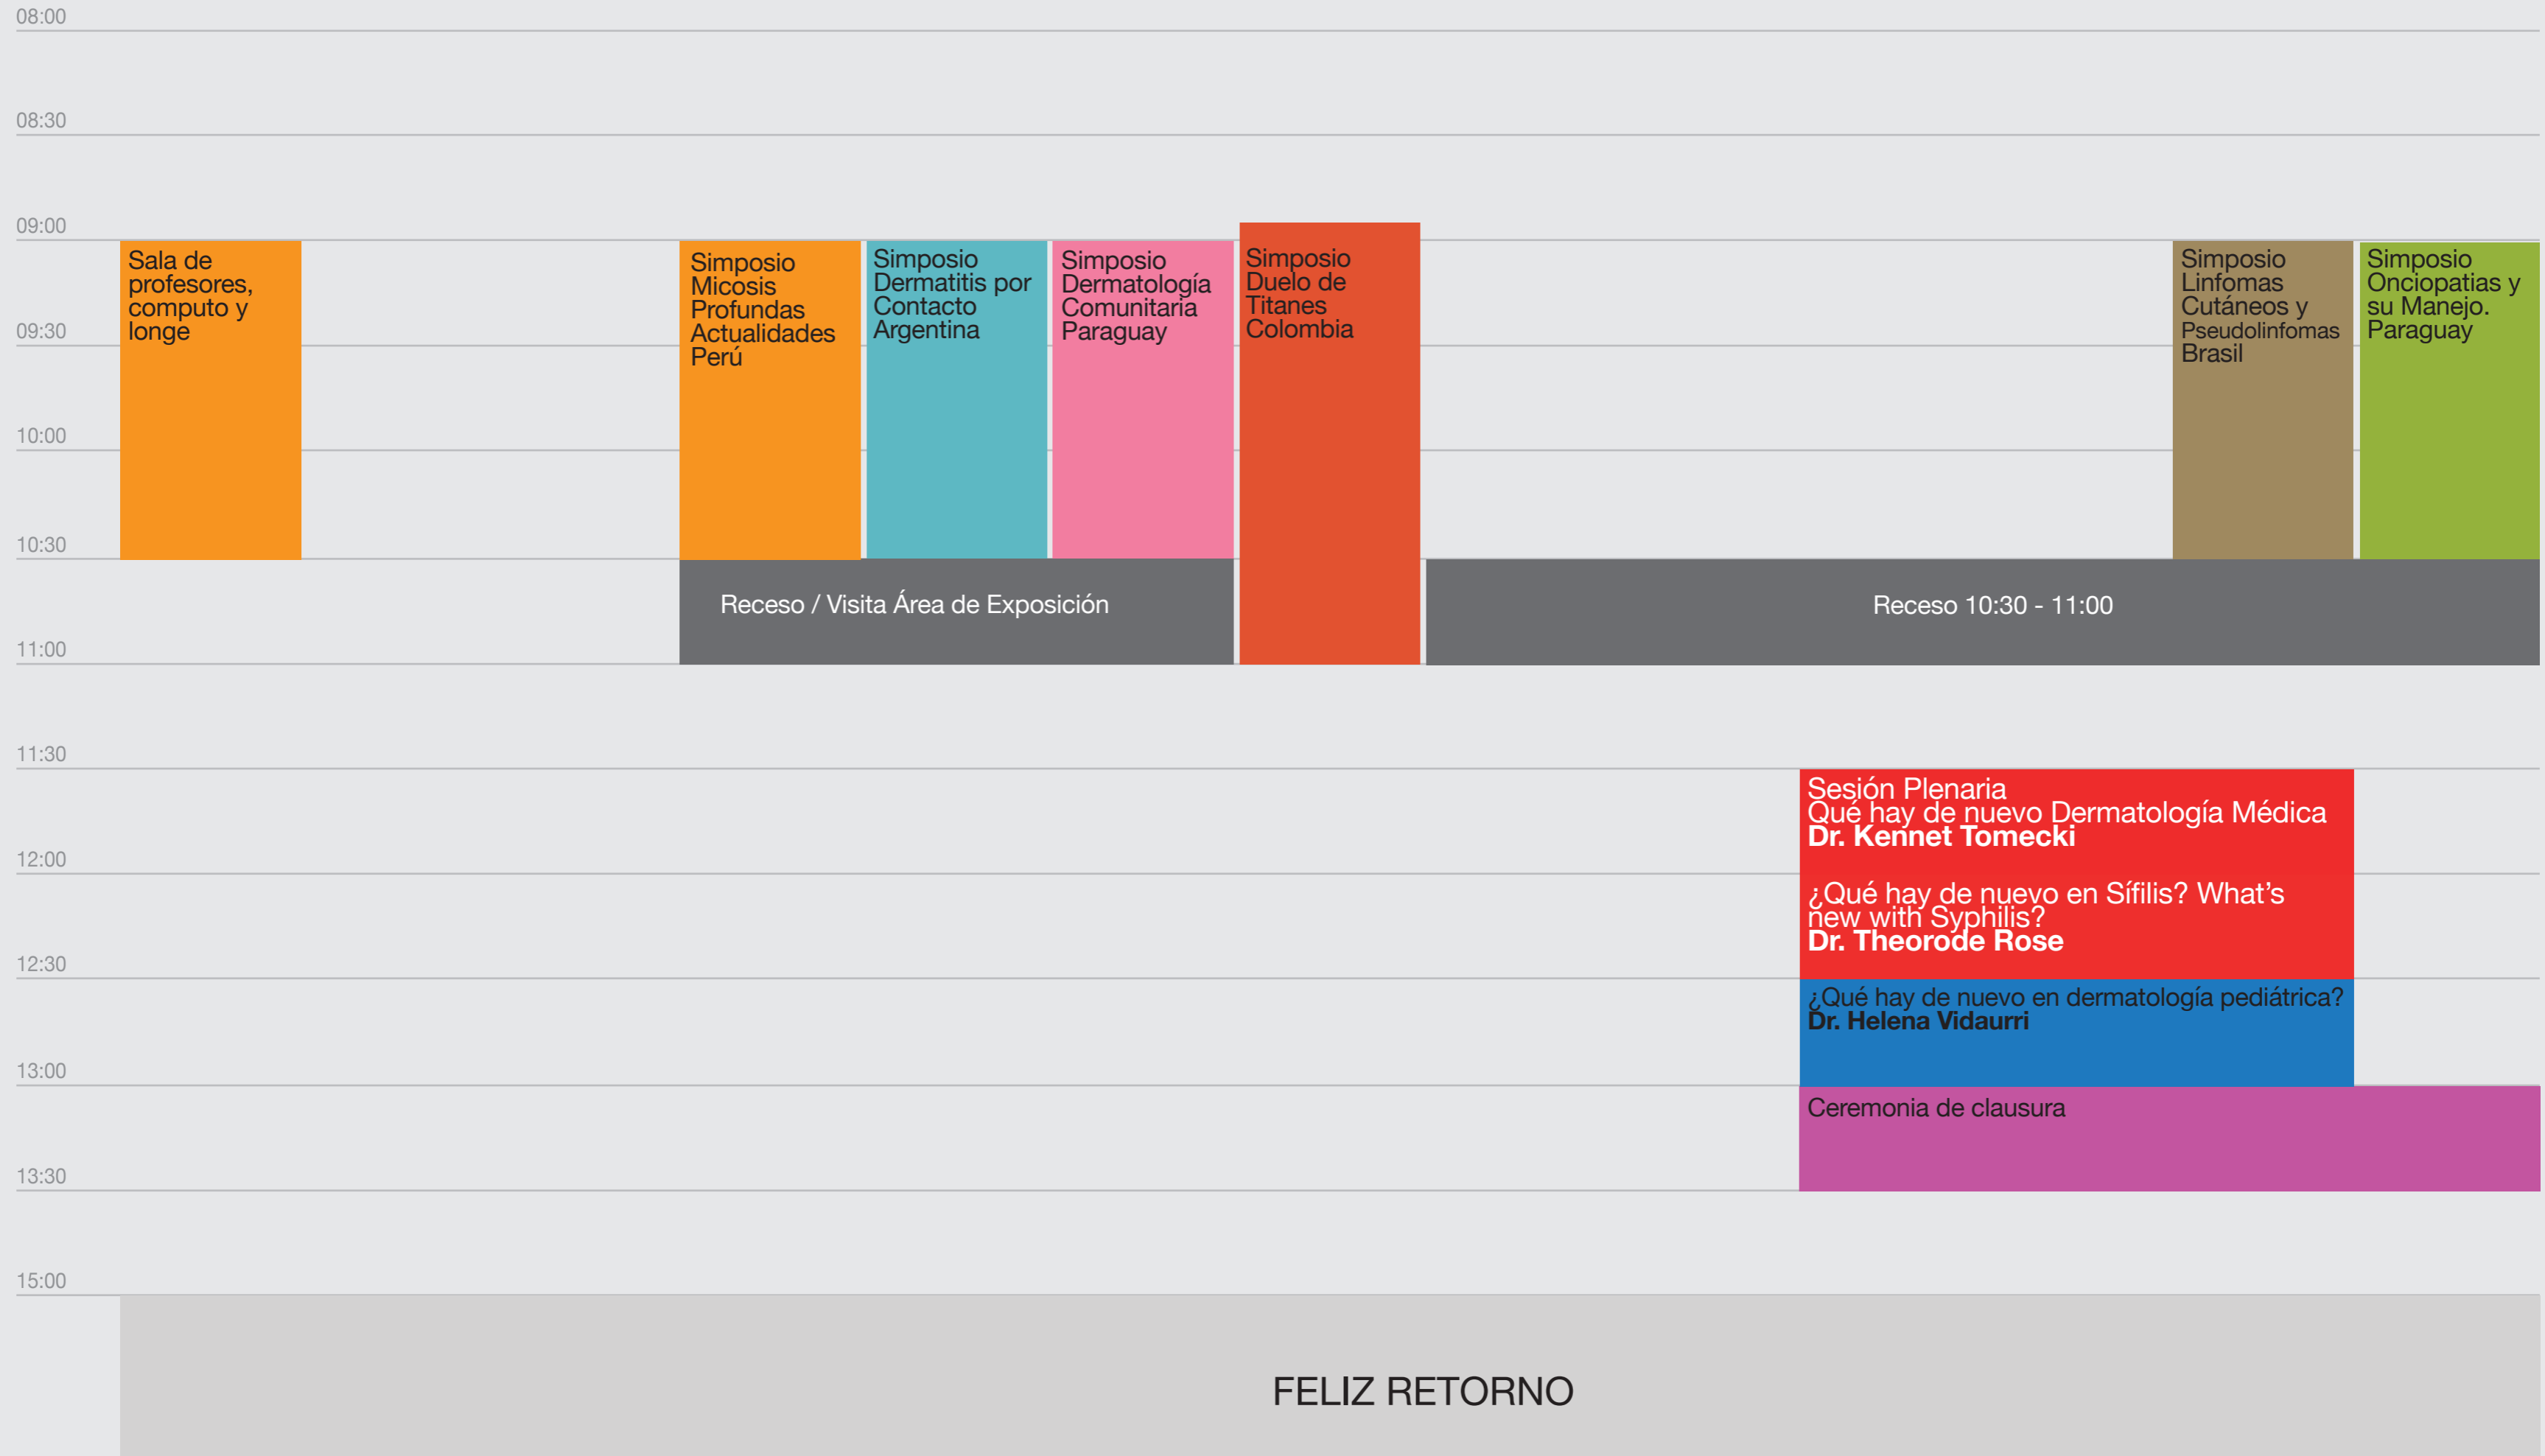 08:00
08:30
09:00
Sala de
profesores,
computo y
longe
Simposio
Micosis
Profundas
Actualidades
Perú
Simposio
Dermatitis por
Contacto
Argentina
Simposio
Dermatología
Comunitaria
Paraguay
Simposio
Duelo de
Titanes
Colombia
Simposio
Linfomas
Cutáneos y
Pseudolinfomas
Brasil
Simposio
Onciopatias y
su Manejo.
Paraguay
09:30
10:00
10:30
Receso / Visita Área de Exposición
Receso 10:30 - 11:00
11:00
11:30
Sesión Plenaria
Qué hay de nuevo Dermatología Médica
Dr. Kennet Tomecki
12:00
¿Qué hay de nuevo en Sífilis? What’s
new with Syphilis?
Dr. Theorode Rose
12:30
¿Qué hay de nuevo en dermatología pediátrica?
Dr. Helena Vidaurri
13:00
Ceremonia de clausura
13:30
15:00
FELIZ RETORNO